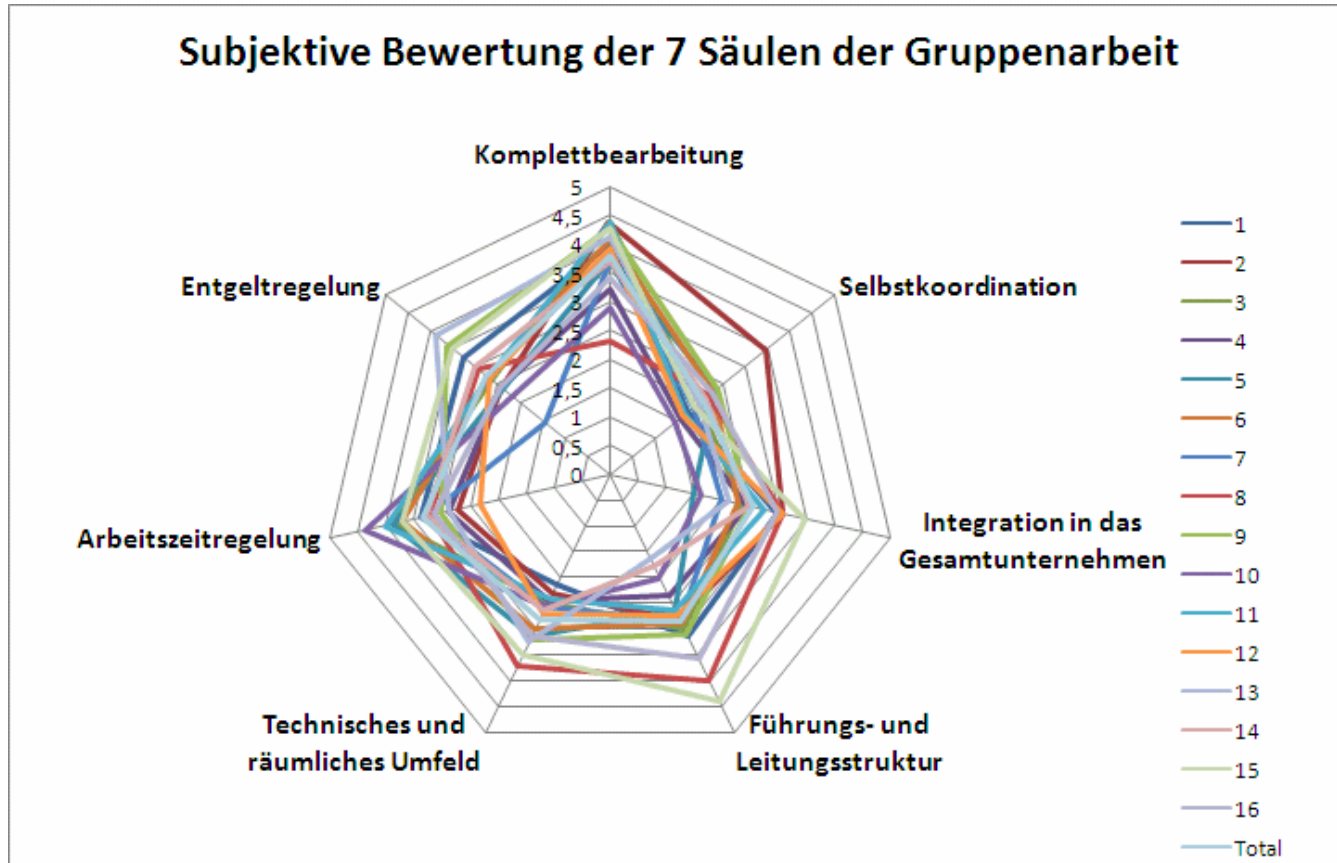 Subjektive Bewertung der 7 Säulen der Gruppenarbeit
Komplettbearbeitung
5
4,5
4
3,5
3
2,5
2
1,5
1
0,5
0
Selbstkoordination
Integration in das
Gesamtunternehmen
Führungs- und
Leitungsstruktur
Technisches und
räumliches Umfeld
Arbeitszeitregelung
Entgeltregelung
1
2
3
4
5
6
7
8
9
10
11
12
13
14
15
16
Total